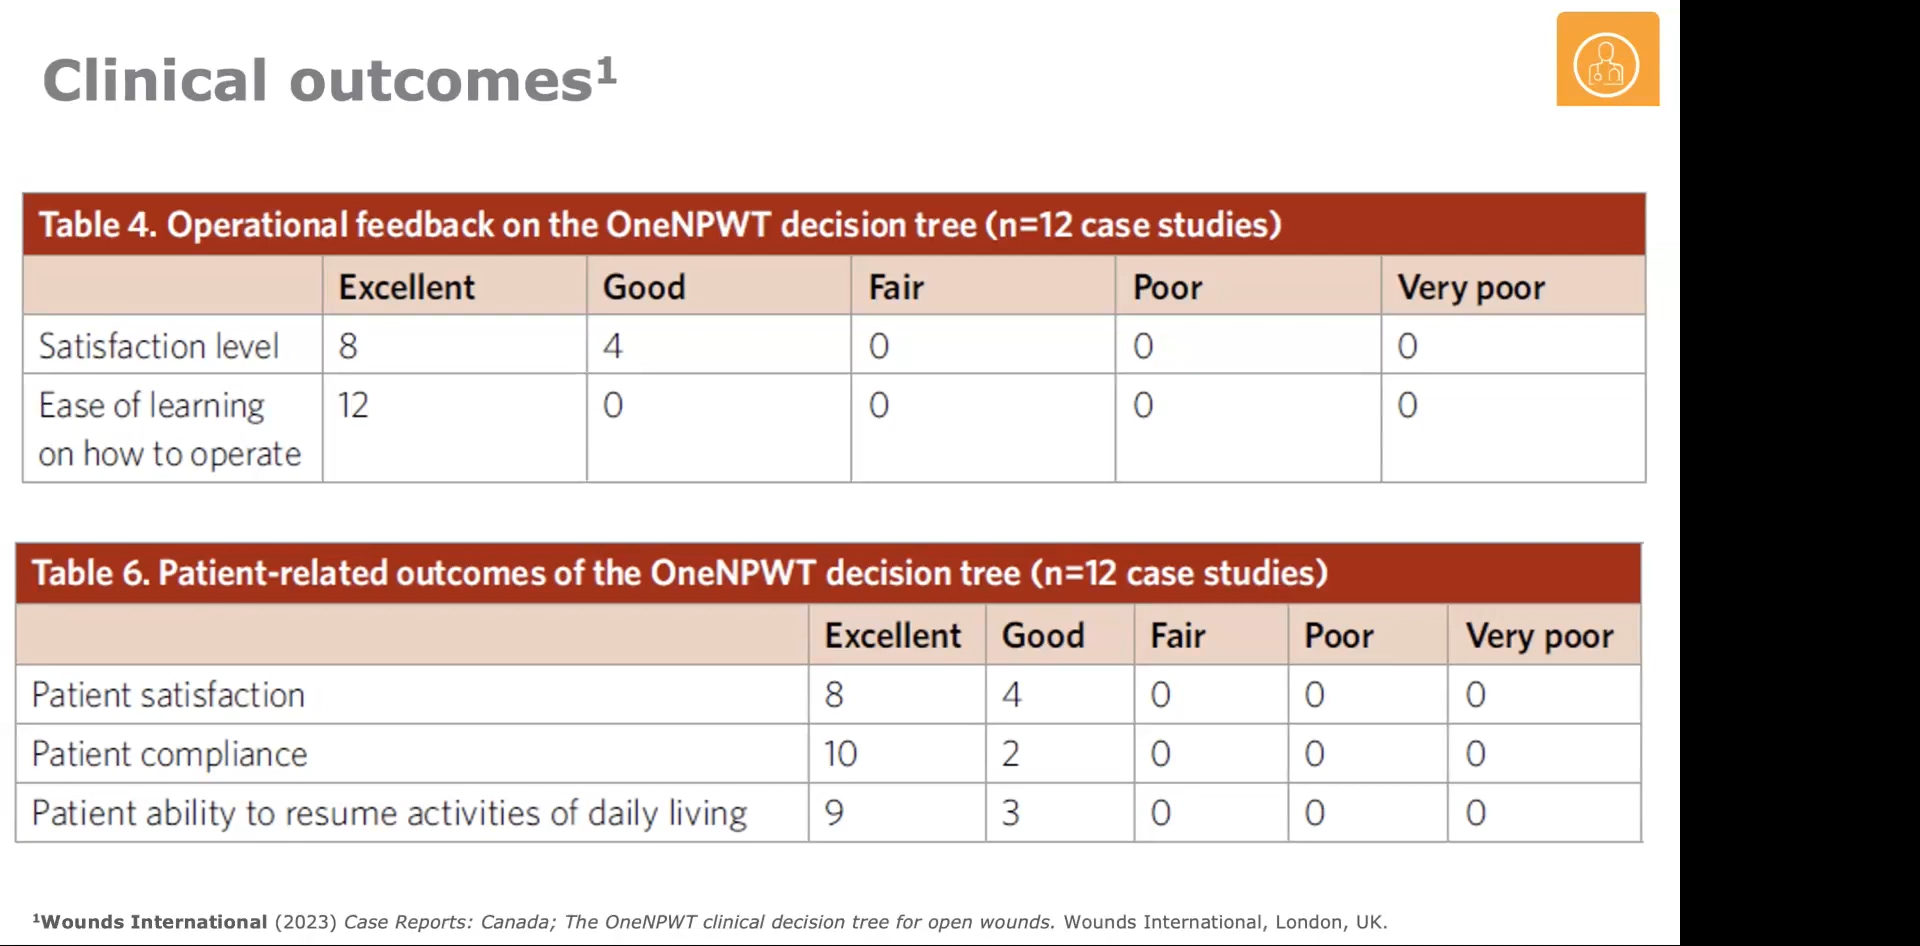 Clinical outcomes¹
Table 4. Operational feedback on the OneNPWT decision tree (n=12 case studies)
Excellent Good Fair Poor Very poor
Satisfaction level 8 4 0 0 0
Ease of learning 12 0 0 0 0
on how to operate
Table 6. Patient-related outcomes of the OneNPWT decision tree (n=12 case studies)
Excellent Good Fair Poor Very poor
Patient satisfaction 8 4 0 0 0
Patient compliance 10 2 0 0 0
Patient ability to resume activities of daily living 9 3 0 0 0
¹Wounds International (2023) Case Reports: Canada; The OneNPWT clinical decision tree for open wounds. Wounds International, London, UK.